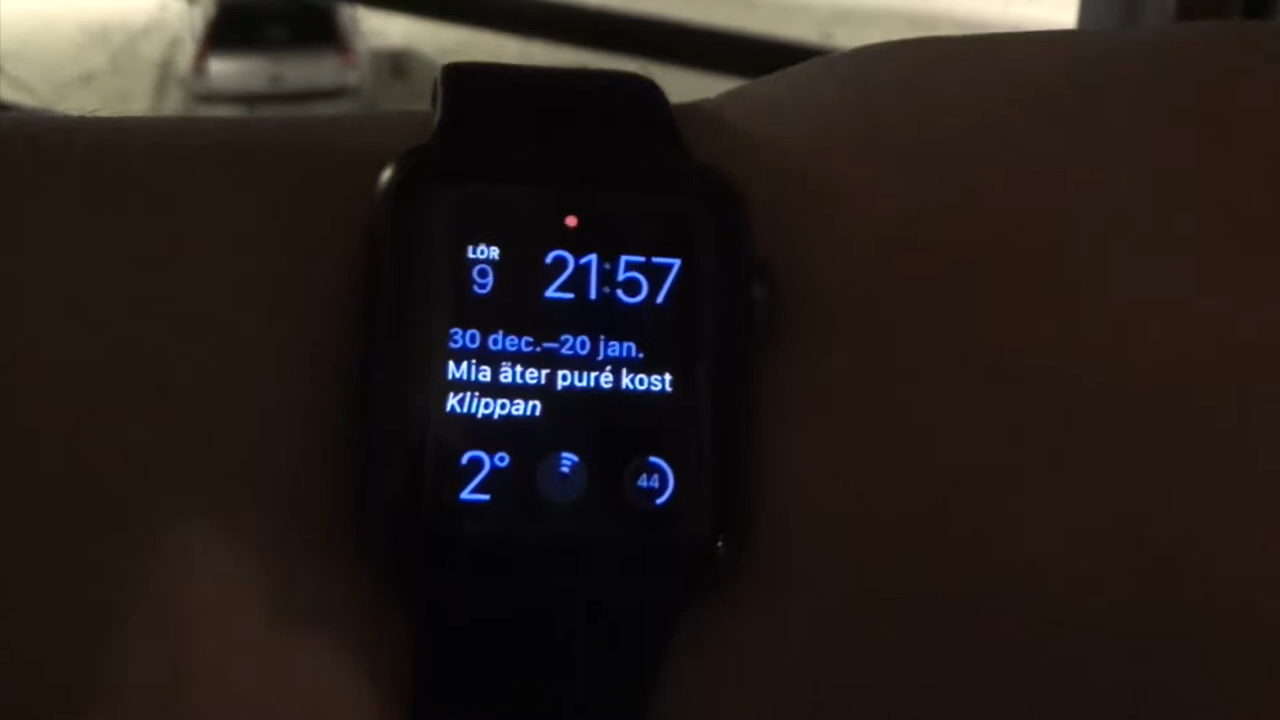 LÖR
9
21:57
30 dec.–20 jan.
Mia äter puré kost
Klippan
2°
44